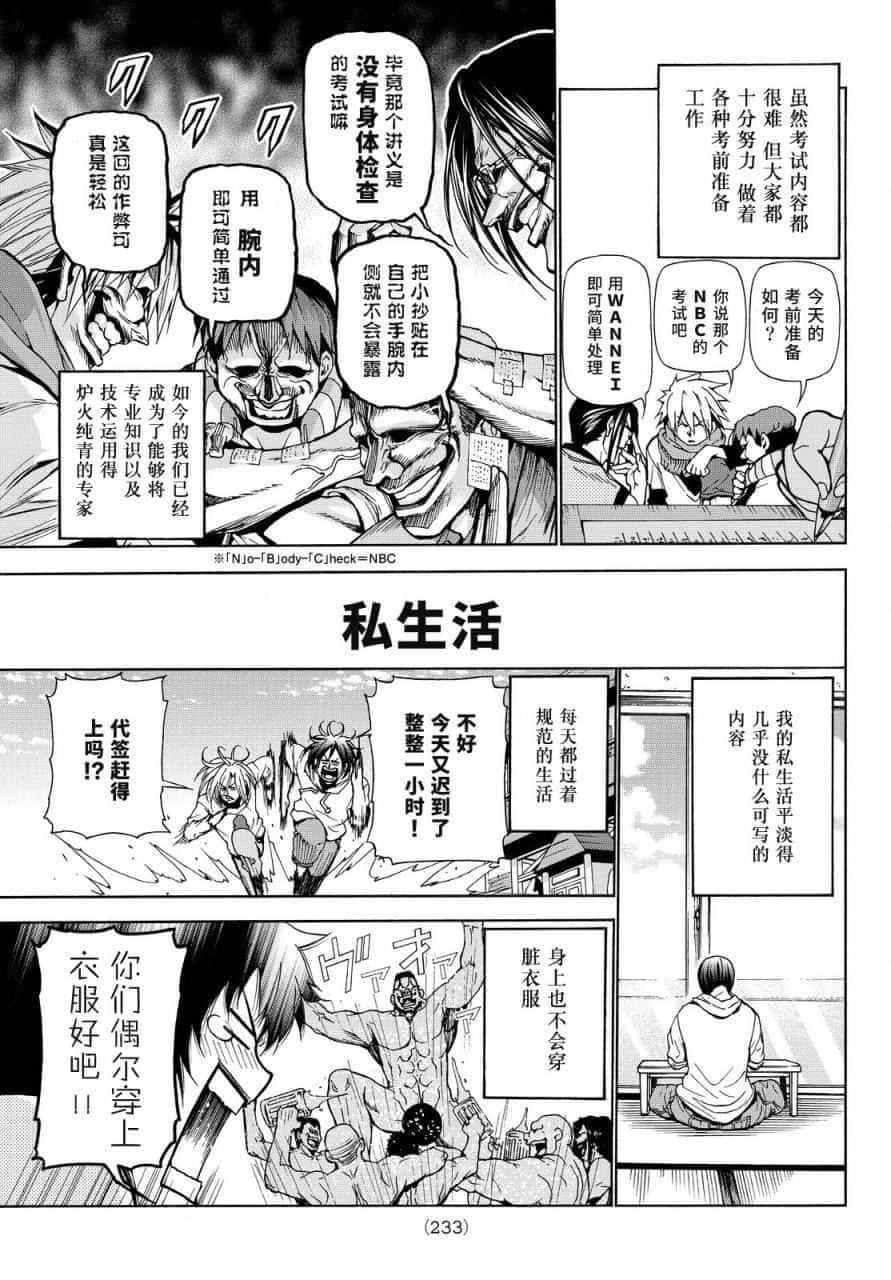 虽然考试内容都
很难 但大家都
十分努力 做着
各种考前准备
工作
今天的
考前准备
如何？
你说那个
NBC的
考试吧
用WANNEI
即可简单处理
毕竟那个讲义是
没有身体检查
的考试嘛
把小抄贴在
自己的手腕内
侧就不会暴露
用 腕内
即可简单通过
这回的作弊可
真是轻松
ク
ク
ク
如今的我们已经
成为了能够将
专业知识以及
技术运用得
炉火纯青的专家
※「N」o-「B」ody-「C」heck＝NBC
私生活
我的私生活平淡得
几乎没什么可写的
内容
每天都过着
规范的生活
不好
今天又迟到了
整整一小时！
代签赶得
上吗!?
身上也不会穿
脏衣服
ヴァァ
ヴァァ
你们偶尔穿上
衣服好吧!!
(233)